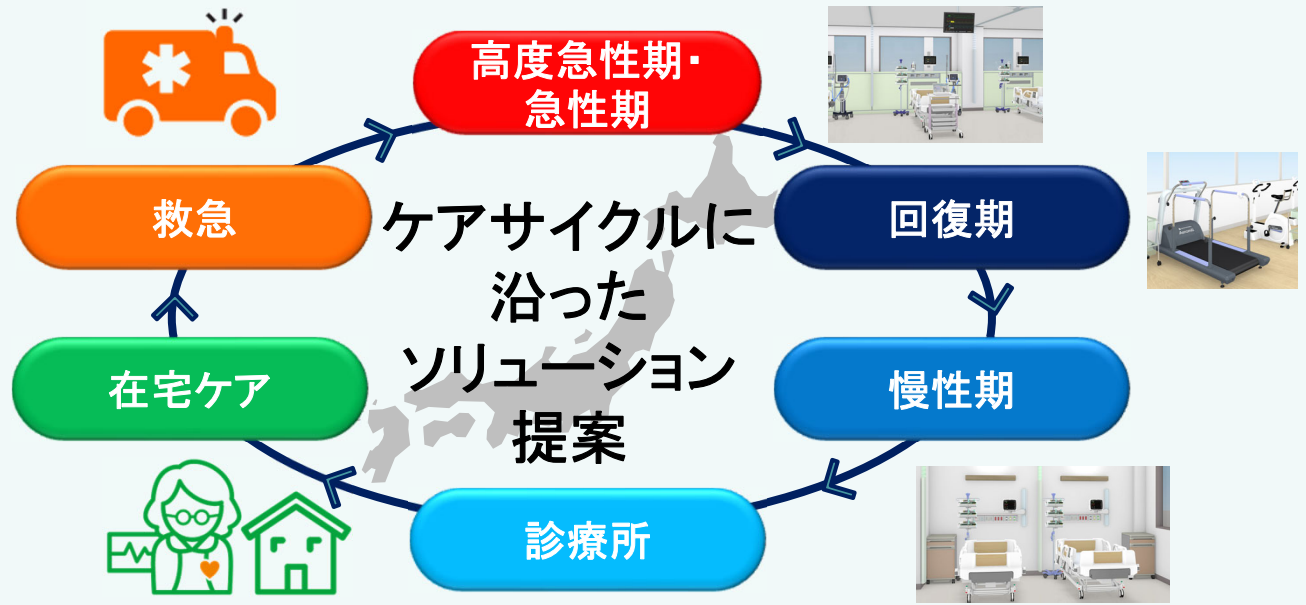 高度急性期・
急性期
救急
回復期
ケアサイクルに
沿った
ソリューション
提案
在宅ケア
慢性期
診療所